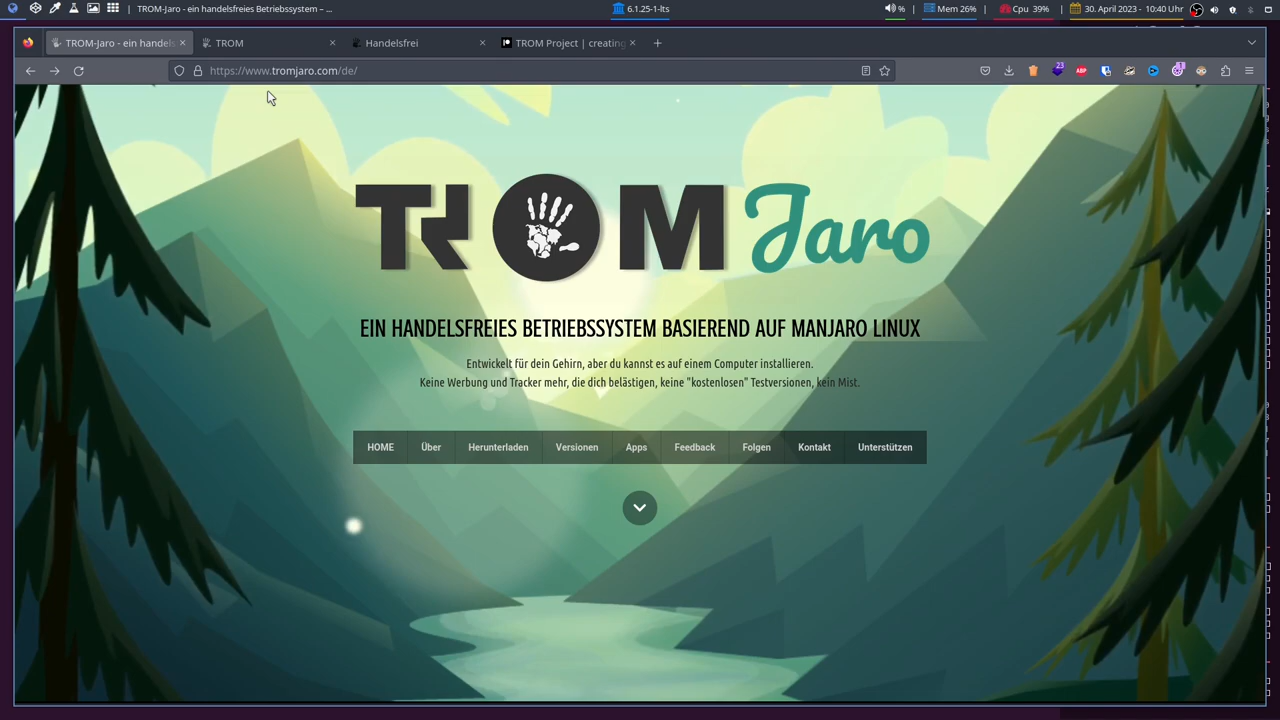 TROM-Jaro - ein handelsfreies Betriebssystem – ...
6.1.25-1-lts
%
Mem 26%
Cpu 39%
30. April 2023 - 10:40 Uhr
TROM-Jaro - ein handels
TROM
Handelsfrei
TROM Project | creating
https://www.tromjaro.com/de/
23
ABP
1
TROM Jaro
EIN HANDELSFREIES BETRIEBSSYSTEM BASIEREND AUF MANJARO LINUX
Entwickelt für dein Gehirn, aber du kannst es auf einem Computer installieren.
Keine Werbung und Tracker mehr, die dich belästigen, keine "kostenlosen" Testversionen, kein Mist.
HOME Über Herunterladen Versionen Apps Feedback Folgen Kontakt Unterstützen